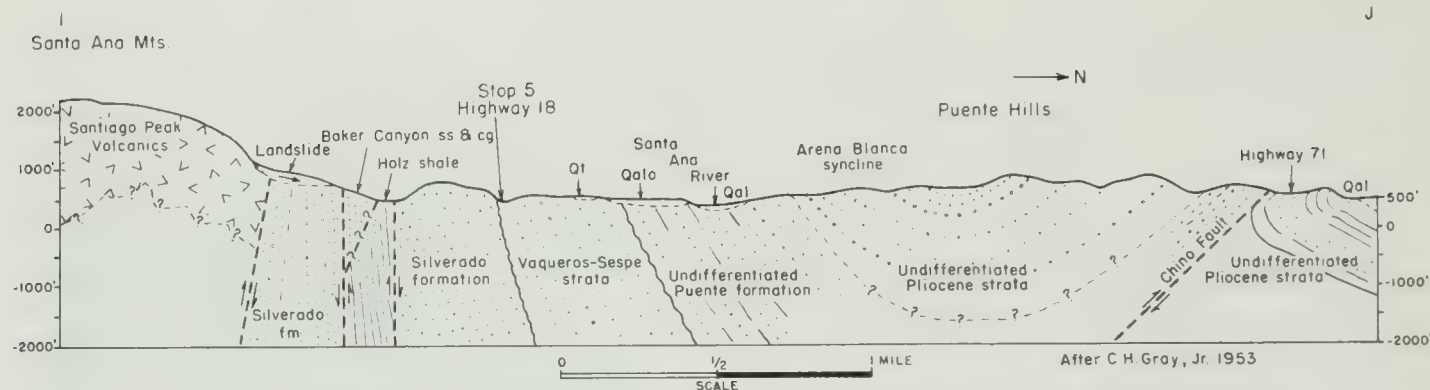 I
J
Santa Ana Mts.
N
Stop 5
Highway 18
Puente Hills
2000'
Santiago Peak
Volcanics
Landslide
Baker Canyon ss & cg
Holz shale
Qt
Qalo
Santa
Ana
River
Qal
Arena Blanca
syncline
Highway 71
Qal
1000'
0
-1000'
-2000'
500'
0
-1000'
-2000'
?
?
?
?
?
?
Silverado
fm
Silverado
formation
Vaqueros-Sespe
strata
Undifferentiated
Puente formation
?
?
?
?
?
?
?
Undifferentiated
Pliocene strata
Chino Fault
Undifferentiated
Pliocene strata
0
1/2
1 MILE
SCALE
After C. H. Gray, Jr. 1953